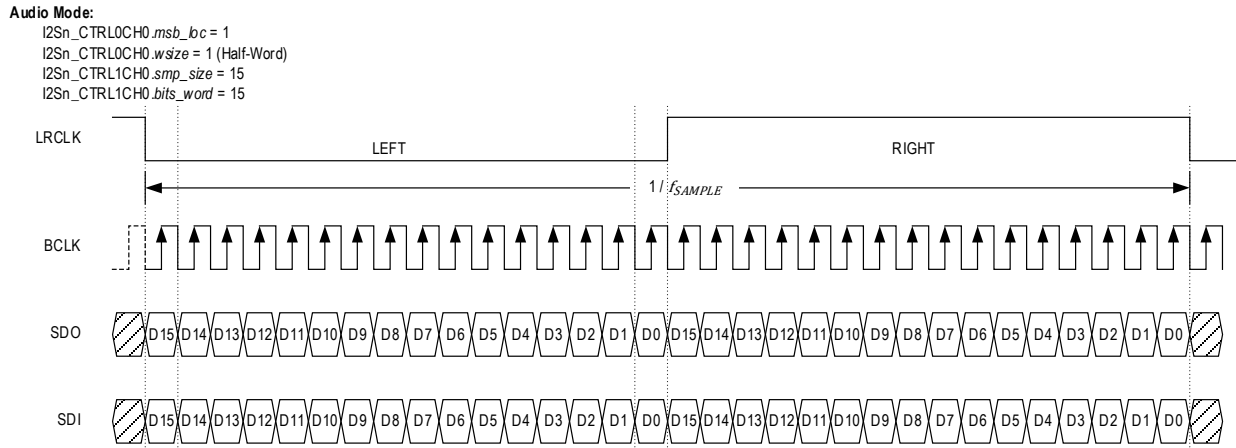 Audio Mode:
I2Sn_CTRL0CH0.msb_loc = 1
I2Sn_CTRL0CH0.wsize = 1 (Half-Word)
I2Sn_CTRL1CH0.smp_size = 15
I2Sn_CTRL1CH0.bits_word = 15
LRCLK LEFT RIGHT
1 / fSAMPLE
BCLK
SDO D15 D14 D13 D12 D11 D10 D9 D8 D7 D6 D5 D4 D3 D2 D1 D0 D15 D14 D13 D12 D11 D10 D9 D8 D7 D6 D5 D4 D3 D2 D1 D0
SDI D15 D14 D13 D12 D11 D10 D9 D8 D7 D6 D5 D4 D3 D2 D1 D0 D15 D14 D13 D12 D11 D10 D9 D8 D7 D6 D5 D4 D3 D2 D1 D0